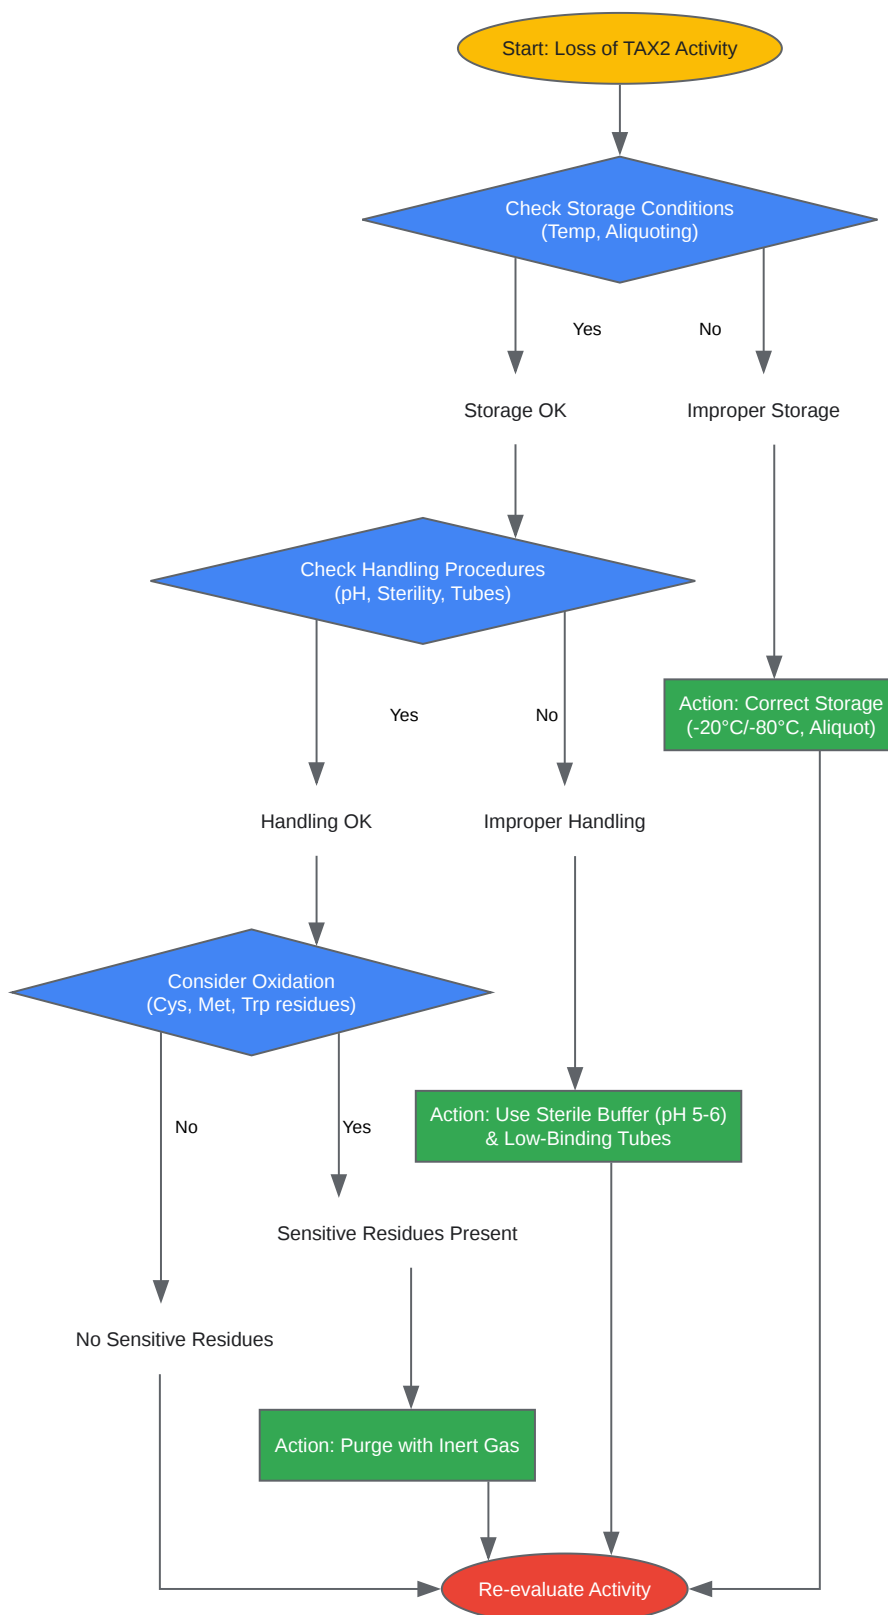 Start: Loss of TAX2 Activity
Check Storage Conditions
(Temp, Aliquoting)
Yes
No
Storage OK
Improper Storage
Check Handling Procedures
(pH, Sterility, Tubes)
Action: Correct Storage
(-20°C/-80°C, Aliquot)
Yes
No
Handling OK
Improper Handling
Consider Oxidation
(Cys, Met, Trp residues)
No
Yes
Action: Use Sterile Buffer (pH 5-6)
& Low-Binding Tubes
Sensitive Residues Present
No Sensitive Residues
Action: Purge with Inert Gas
Re-evaluate Activity